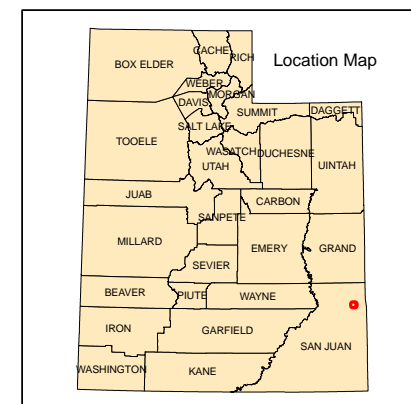 Location Map
CACHE
RICH
BOX ELDER
WEBER
MORGAN
DAVIS
SUMMIT
DAGGETT
SALT LAKE
TOOELE
WASATCH
DUCHESNE
UTAH
UINTAH
JUAB
CARBON
SANPETE
MILLARD
EMERY
GRAND
SEVIER
BEAVER
PIUTE
WAYNE
IRON
GARFIELD
SAN JUAN
WASHINGTON
KANE